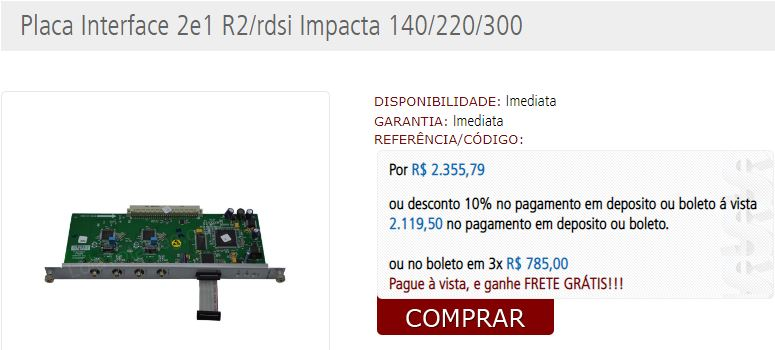 Placa Interface 2e1 R2/rdsi Impacta 140/220/300
DISPONIBILIDADE: Imediata
GARANTIA: Imediata
REFERÊNCIA/CÓDIGO:
Por R$ 2.355,79
ou desconto 10% no pagamento em deposito ou boleto á vista
2.119,50 no pagamento em deposito ou boleto.
ou no boleto em 3x R$ 785,00
Pague à vista, e ganhe FRETE GRÁTIS!!!
COMPRAR